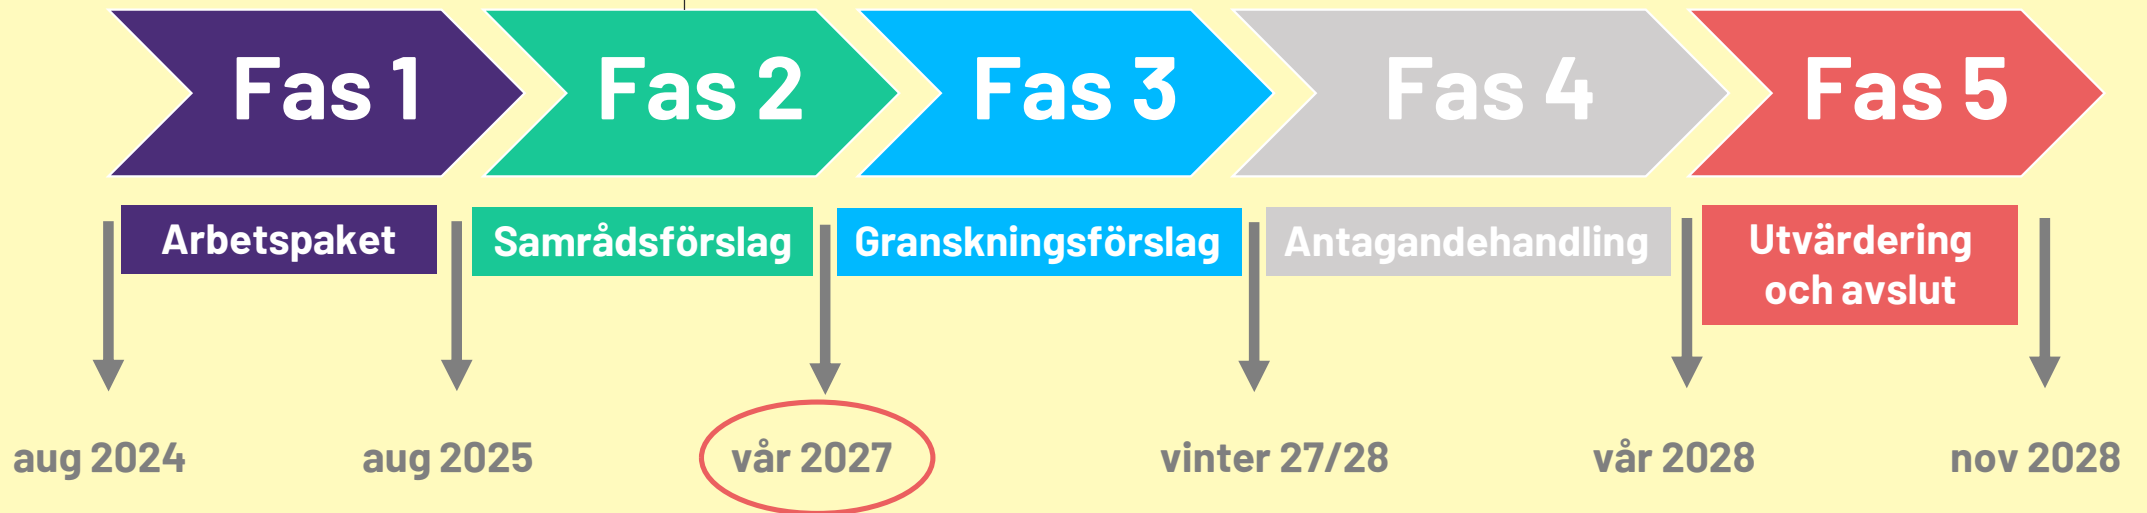 Fas 1
Fas 2
Fas 3
Fas 4
Fas 5
Arbetspaket
Samrådsförslag
Granskningsförslag
Antagandehandling
Utvärdering
och avslut
aug 2024
aug 2025
vår 2027
vinter 27/28
vår 2028
nov 2028